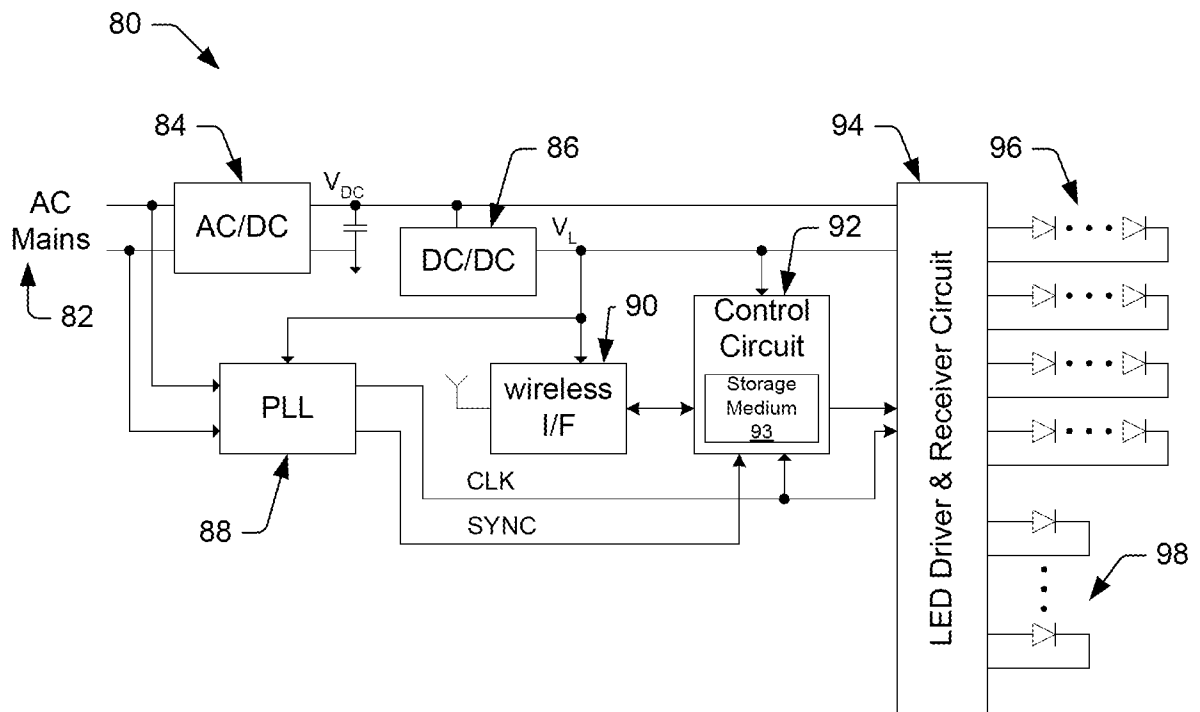 80
84
94
86
96
AC
Mains
AC/DC
V_DC
DC/DC
V_L
92
82
90
Control
Circuit
PLL
wireless
I/F
Storage
Medium
93
CLK
SYNC
88
LED Driver & Receiver Circuit
98